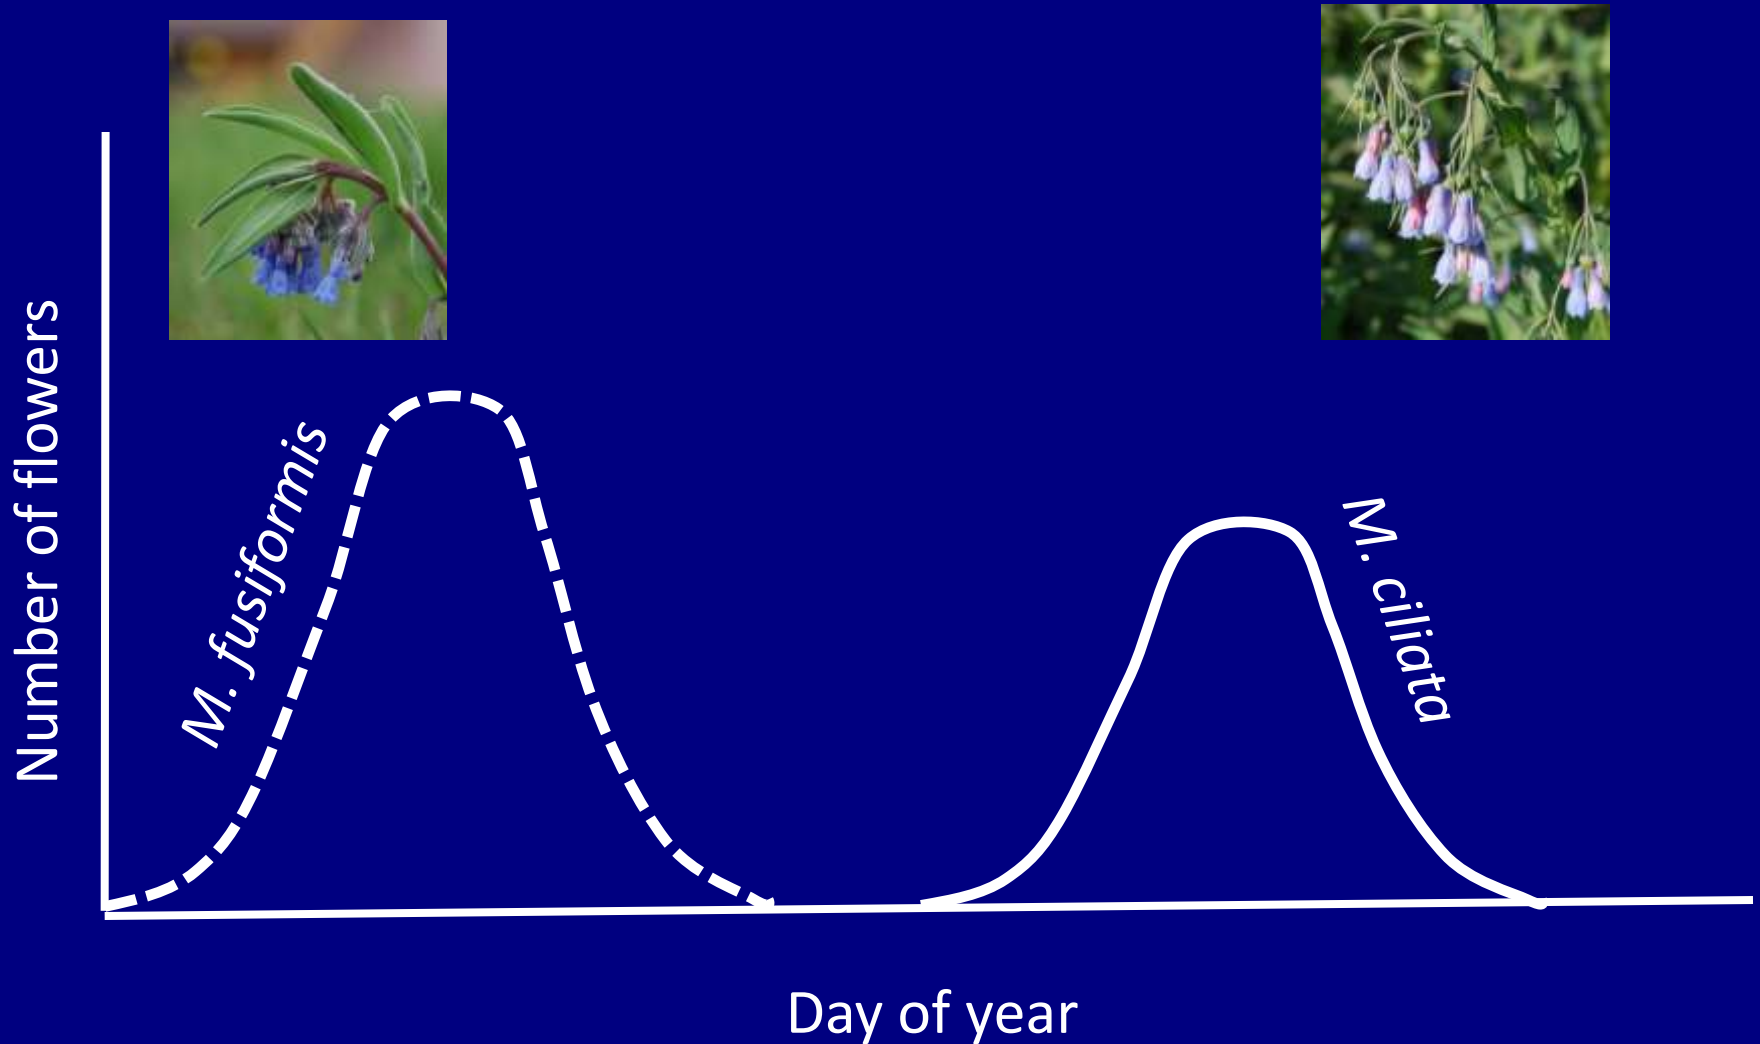 Number of flowers
M. fusiformis
M. ciliata
Day of year